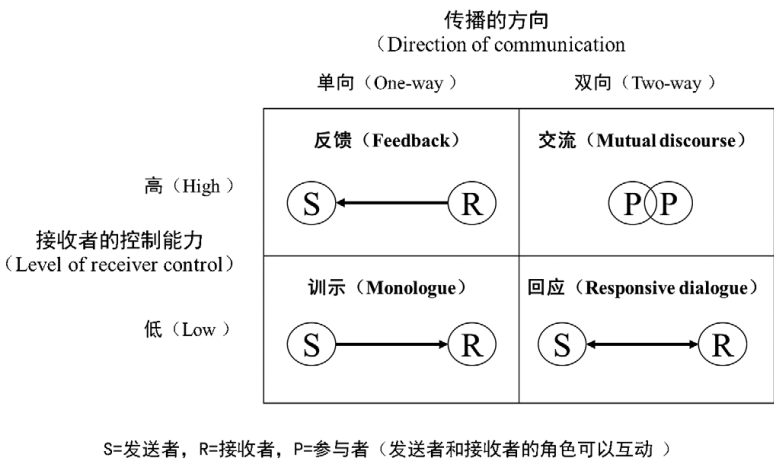 传播的方向
（Direction of communication
单向（One-way ）
双向（Two-way ）
反馈（Feedback）
交流（Mutual discourse）
高（High ）
S
R
P
P
接收者的控制能力
（Level of receiver control）
训示（Monologue）
回应（Responsive dialogue）
低（Low ）
S
R
S
R
S=发送者，R=接收者，P=参与者（发送者和接收者的角色可以互动 ）